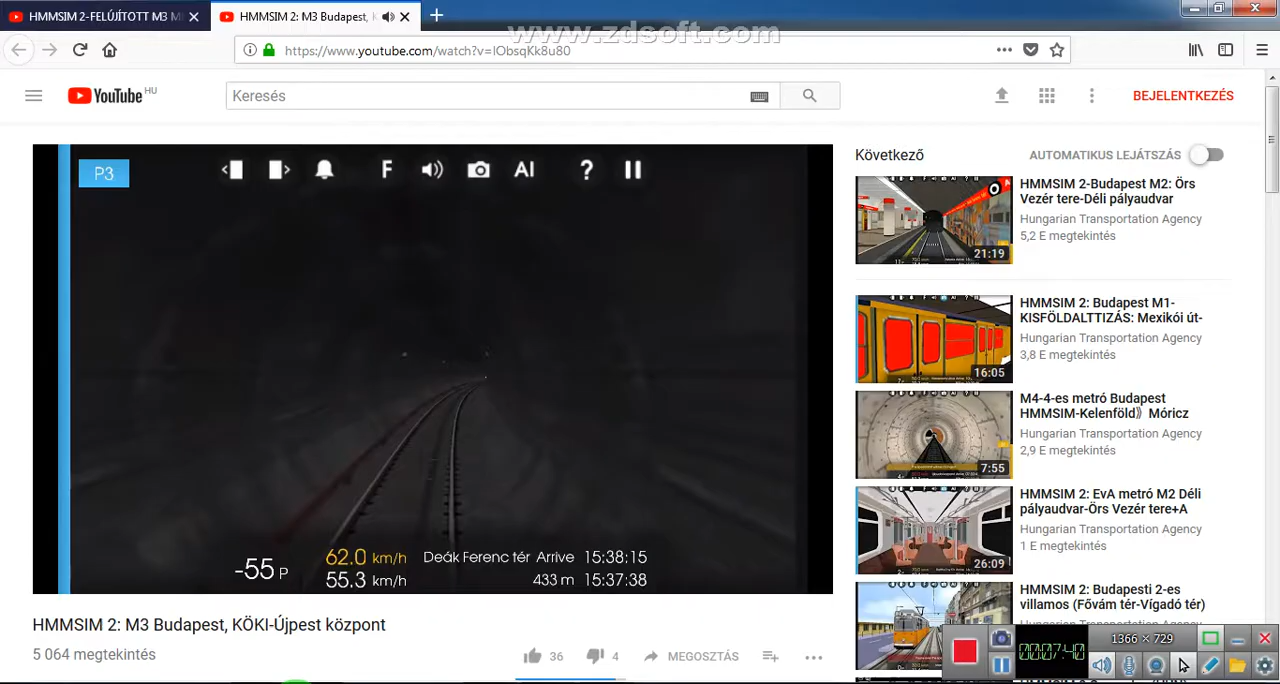 HMMSIM 2-FELÚJÍTOTT M3 M
HMMSIM 2: M3 Budapest, K
www.zdsoft.com
https://www.youtube.com/watch?v=lObsqKk8u80
YouTube HU
Keresés
BEJELENTKEZÉS
P3
F
AI
?
-55 P
62.0 km/h
55.3 km/h
Deák Ferenc tér Arrive 15:38:15
433 m 15:37:38
HMMSIM 2: M3 Budapest, KÖKI-Újpest központ
5 064 megtekintés
36
4
MEGOSZTÁS
Következő
AUTOMATIKUS LEJÁTSZÁS
21:19
HMMSIM 2-Budapest M2: Örs
Vezér tere-Déli pályaudvar
Hungarian Transportation Agency
5,2 E megtekintés
16:05
HMMSIM 2: Budapest M1-
KISFÖLDALTTIZÁS: Mexikói út-
Hungarian Transportation Agency
3,8 E megtekintés
7:55
M4-4-es metró Budapest
HMMSIM-Kelenföld》 Móricz
Hungarian Transportation Agency
2,9 E megtekintés
26:09
HMMSIM 2: EvA metró M2 Déli
pályaudvar-Örs Vezér tere+A
Hungarian Transportation Agency
1 E megtekintés
HMMSIM 2: Budapesti 2-es
villamos (Fővám tér-Vigadó tér)
00:07:40
1366 × 729